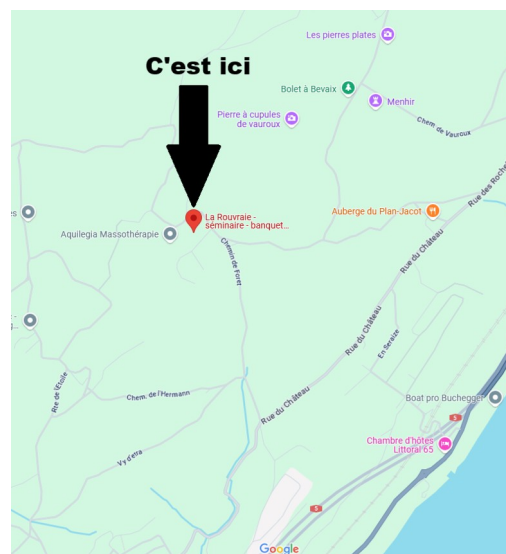 Les pierres plates
C'est ici
Bolet à Bevaix
Menhir
Pierre à cupules
de vauroux
Chem de Vauroux
Rue des Roche
La Rouvraie -
séminaire - banquet...
Auberge du Plan-Jacot
Aquilegia Massothérapie
Chemin de Foret
Rue du Château
Rue du Château
En Seraize
Rte de l'Etoile
Chem. de l'Hermann
Rue du Château
Boat pro Buchegger
5
Chambre d'hôtes
Littoral 65
Vy d'etra
5
Google